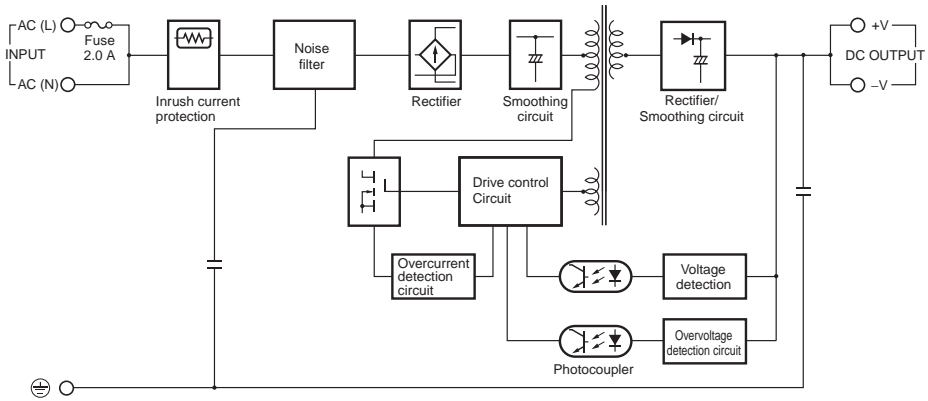 AC (L)
Fuse
2.0 A
INPUT
AC (N)
Inrush current
protection
Noise
filter
Rectifier
Smoothing
circuit
Rectifier/
Smoothing circuit
+V
DC OUTPUT
–V
Drive control
Circuit
Overcurrent
detection
circuit
Voltage
detection
Overvoltage
detection circuit
Photocoupler